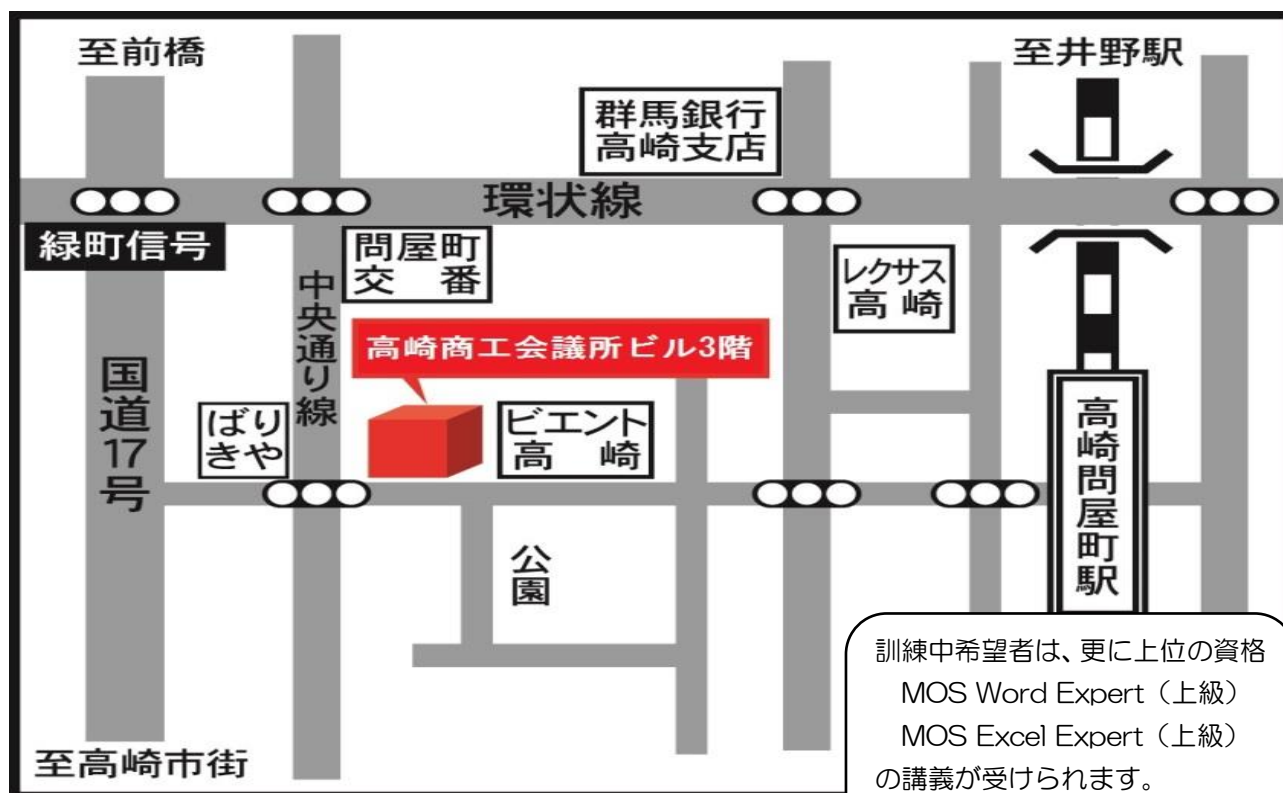 至前橋
至井野駅
群馬銀行
高崎支店
環状線
緑町信号
問屋町
交番
レクサス
高崎
中央通り線
高崎商工会議所ビル3階
国道17号
ばり
きや
ビエント
高崎
高崎問屋町駅
公園
至高崎市街
訓練中希望者は、更に上位の資格
MOS Word Expert（上級）
MOS Excel Expert（上級）
の講義が受けられます。